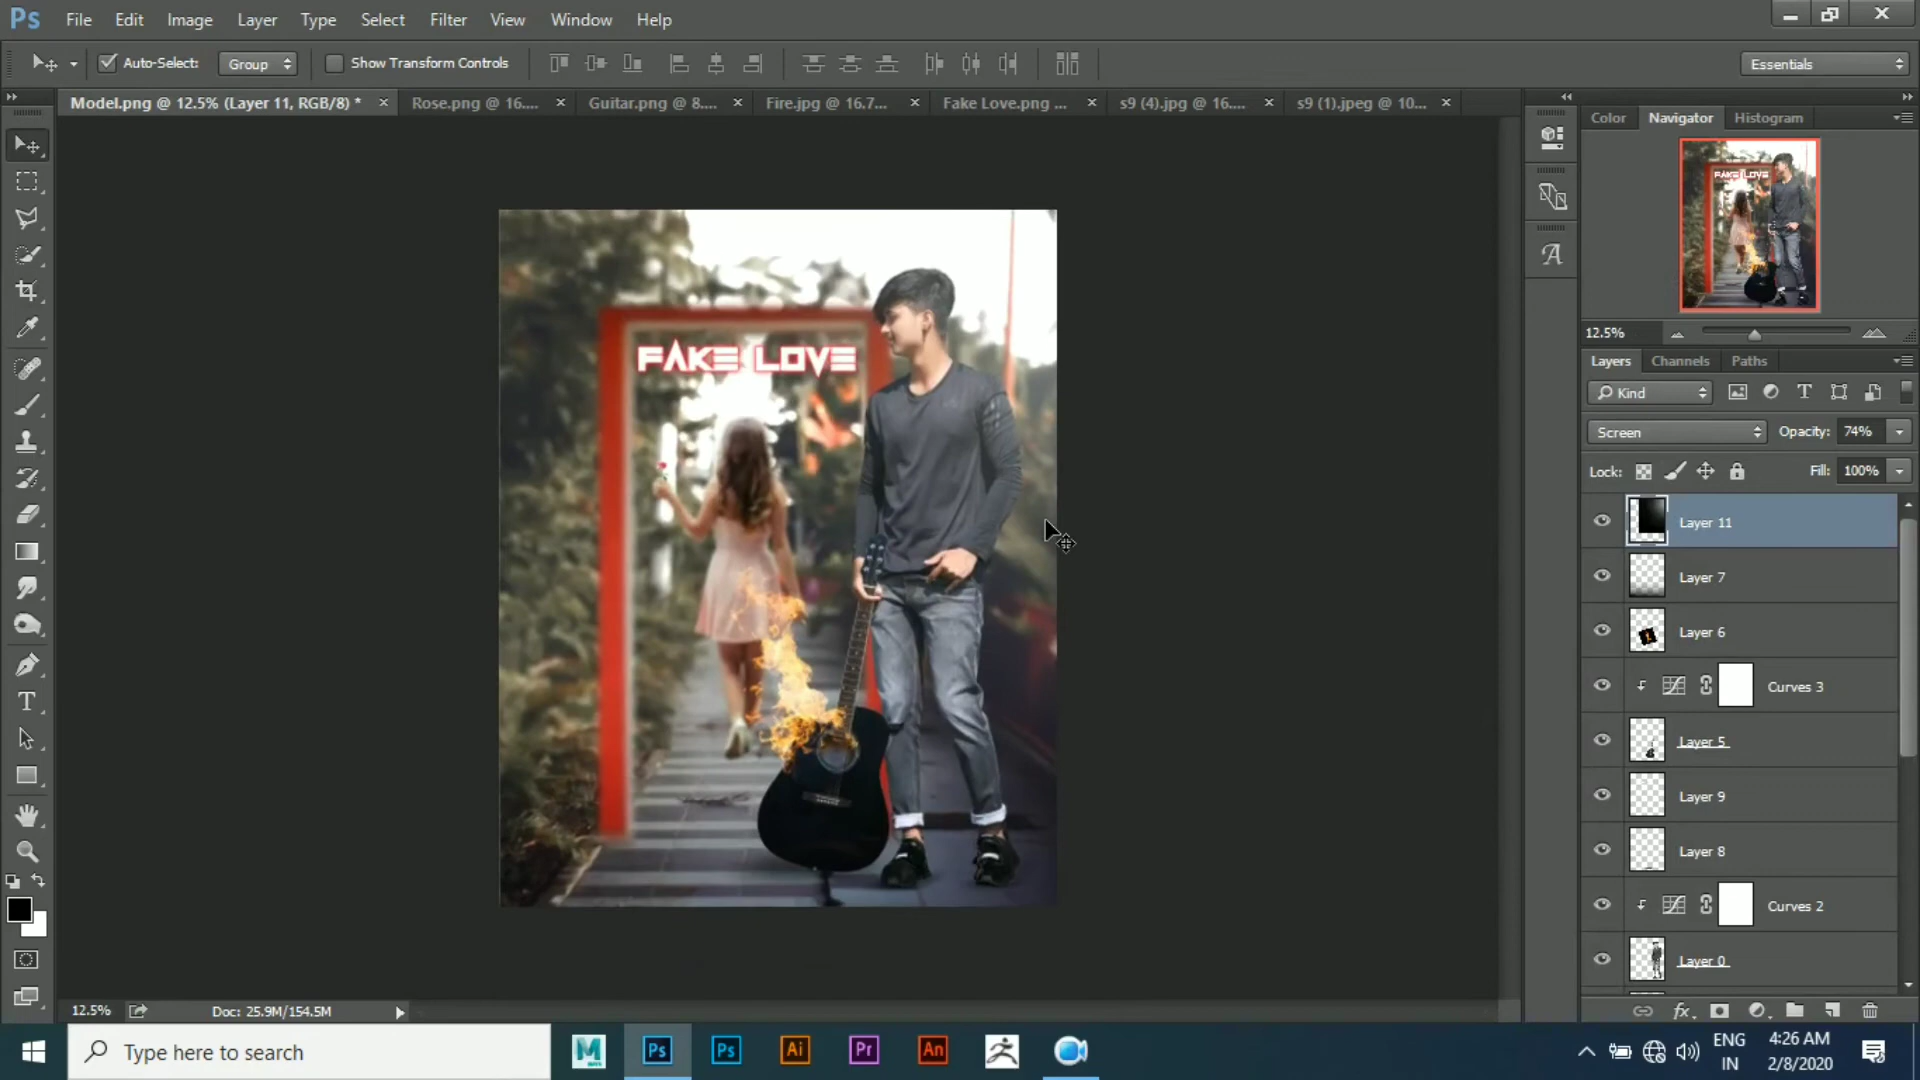 Ps File Edit Image Layer Type Select Filter View Window Help
Auto-Select: Group Show Transform Controls Essentials
Model.png @ 12.5% (Layer 11, RGB/8) * Rose.png @ 16.... Guitar.png @ 8.... Fire.jpg @ 16.7... Fake Love.png ... s9 (4).jpg @ 16.... s9 (1).jpeg @ 10...
Color Navigator Histogram
FAKE LOVE
12.5%
Layers Channels Paths
Kind
Screen Opacity: 74%
Lock: Fill: 100%
FAKE LOVE
Layer 11
Layer 7
Layer 6
Curves 3
Layer 5
Layer 9
Layer 8
Curves 2
Layer 0
12.5% Doc: 25.9M/154.5M
Type here to search
M Ps Ps Ai Pr An
ENG
IN
4:26 AM
2/8/2020